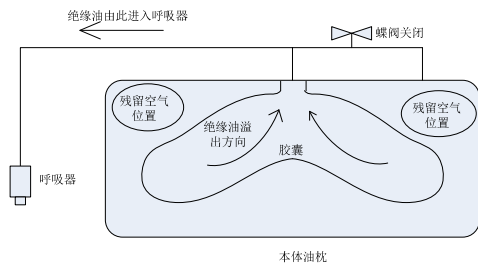 绝缘油由此进入呼吸器
蝶阀关闭
残留空气
位置
残留空气
位置
绝缘油溢
出方向
胶囊
呼吸器
本体油枕